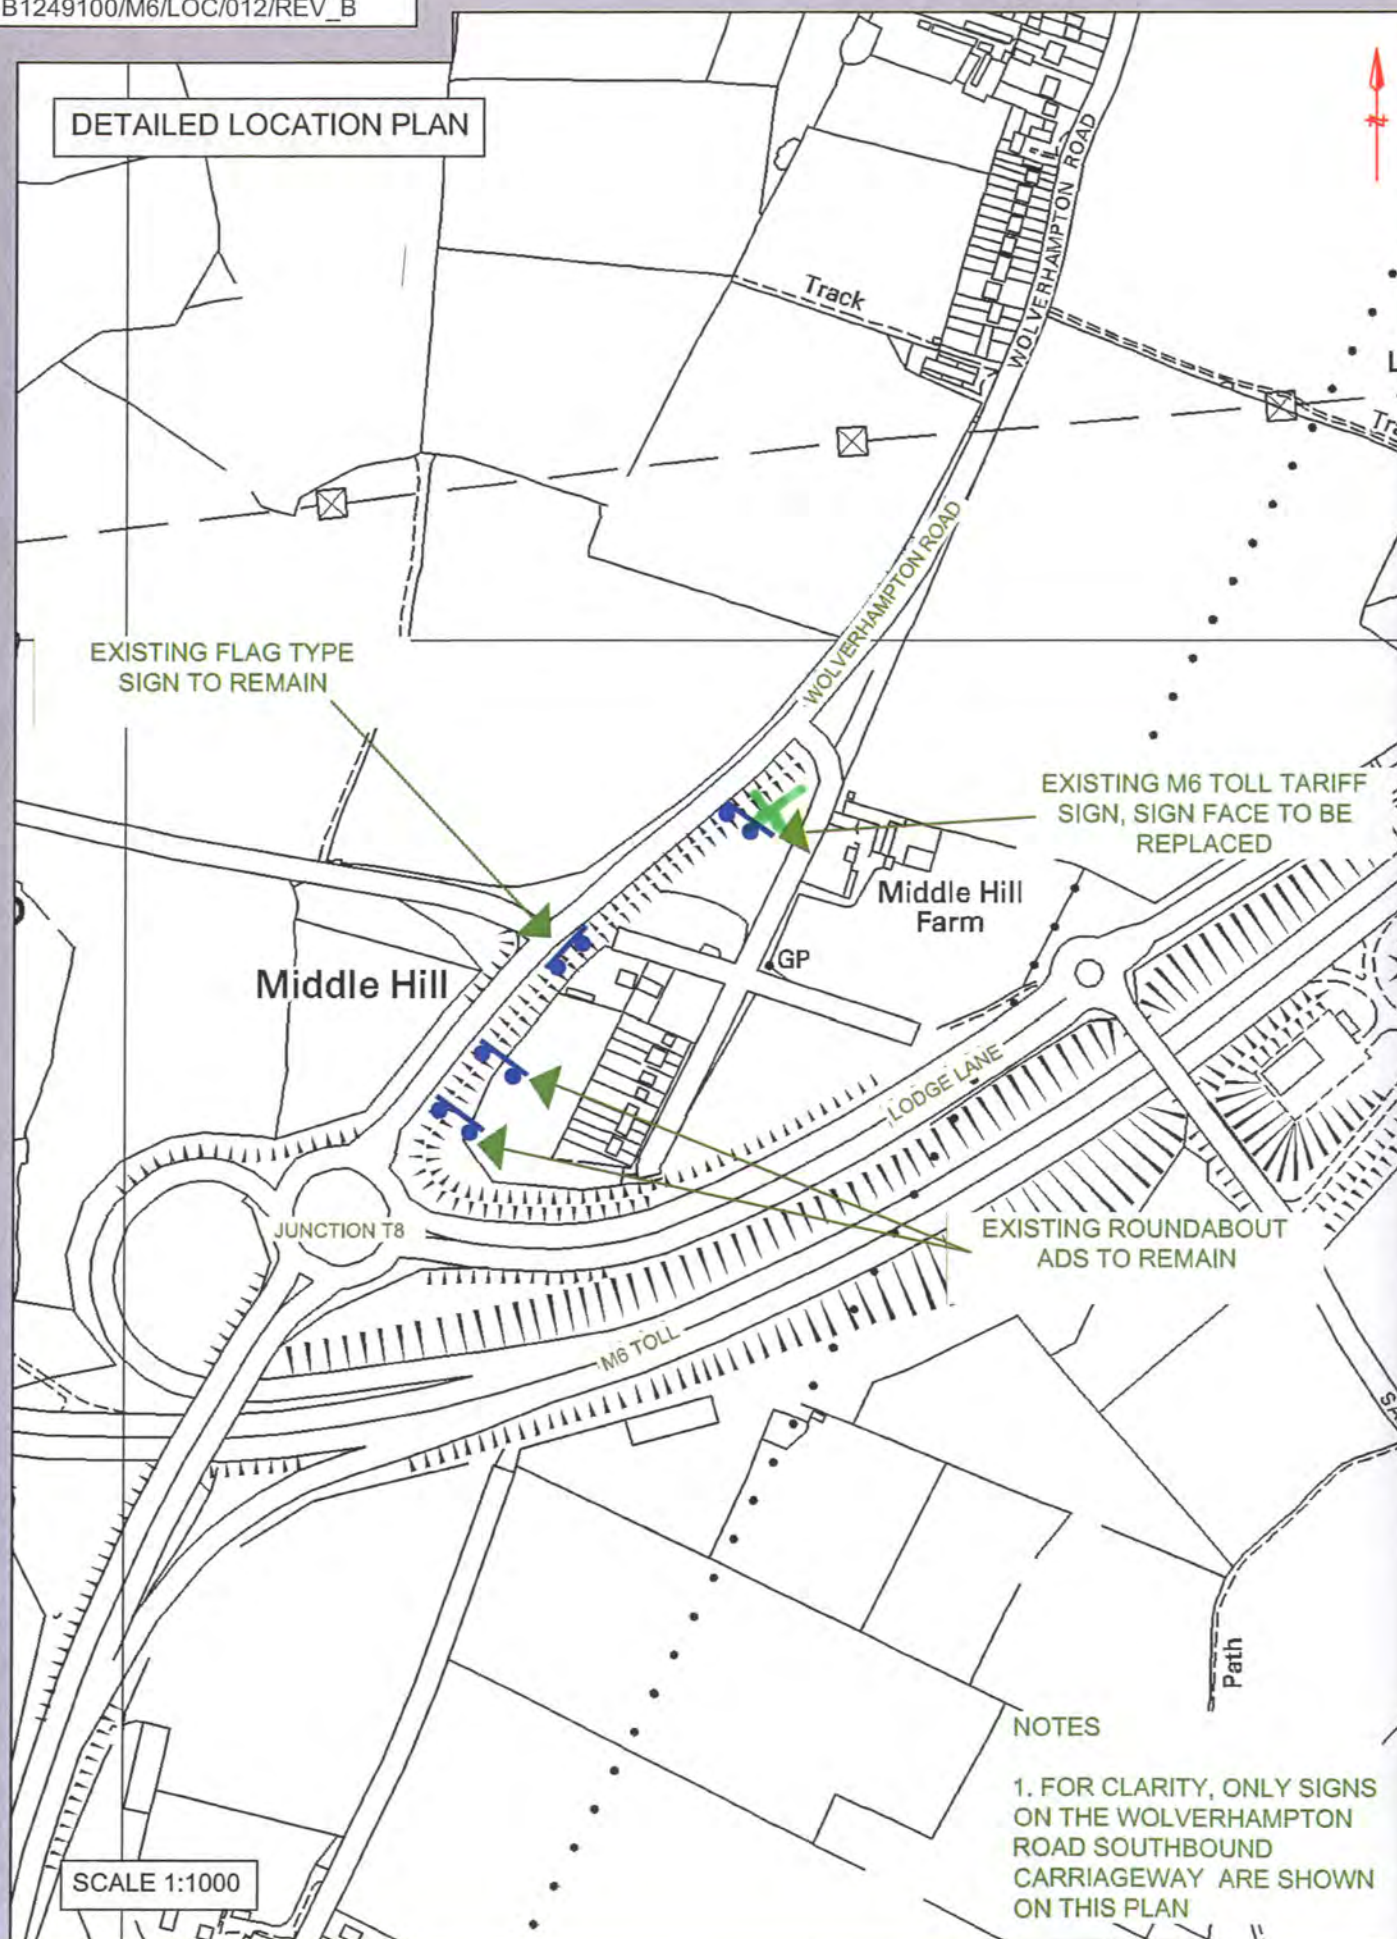 B1249100/M6/LOC/012/REV_B
DETAILED LOCATION PLAN
WOLVERHAMPTON ROAD
Track
WOLVERHAMPTON ROAD
EXISTING FLAG TYPE
SIGN TO REMAIN
EXISTING M6 TOLL TARIFF
SIGN, SIGN FACE TO BE
REPLACED
Middle Hill
Farm
GP
Middle Hill
LODGE LANE
JUNCTION T8
EXISTING ROUNDABOUT
ADS TO REMAIN
M6 TOLL
Path
NOTES
1. FOR CLARITY, ONLY SIGNS
ON THE WOLVERHAMPTON
ROAD SOUTHBOUND
CARRIAGEWAY ARE SHOWN
ON THIS PLAN
SCALE 1:1000